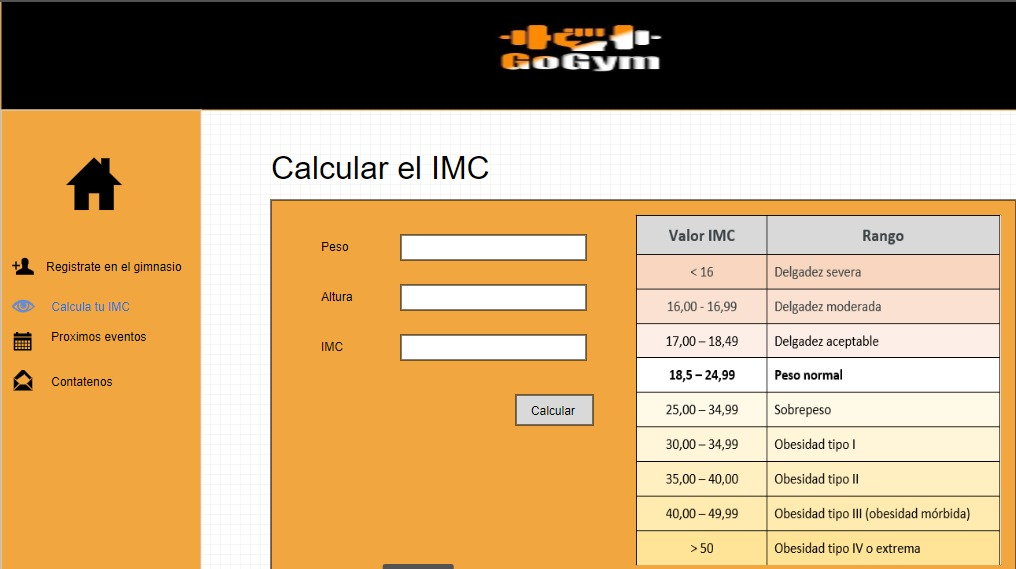 GoGym
Calcular el IMC
Registrate en el gimnasio
Calcula tu IMC
Proximos eventos
Contatenos
Peso
Altura
IMC
Calcular
Valor IMC Rango
< 16 Delgadez severa
16,00 - 16,99 Delgadez moderada
17,00 – 18,49 Delgadez aceptable
18,5 – 24,99 Peso normal
25,00 – 34,99 Sobrepeso
30,00 – 34,99 Obesidad tipo I
35,00 – 40,00 Obesidad tipo II
40,00 – 49,99 Obesidad tipo III (obesidad mórbida)
> 50 Obesidad tipo IV o extrema